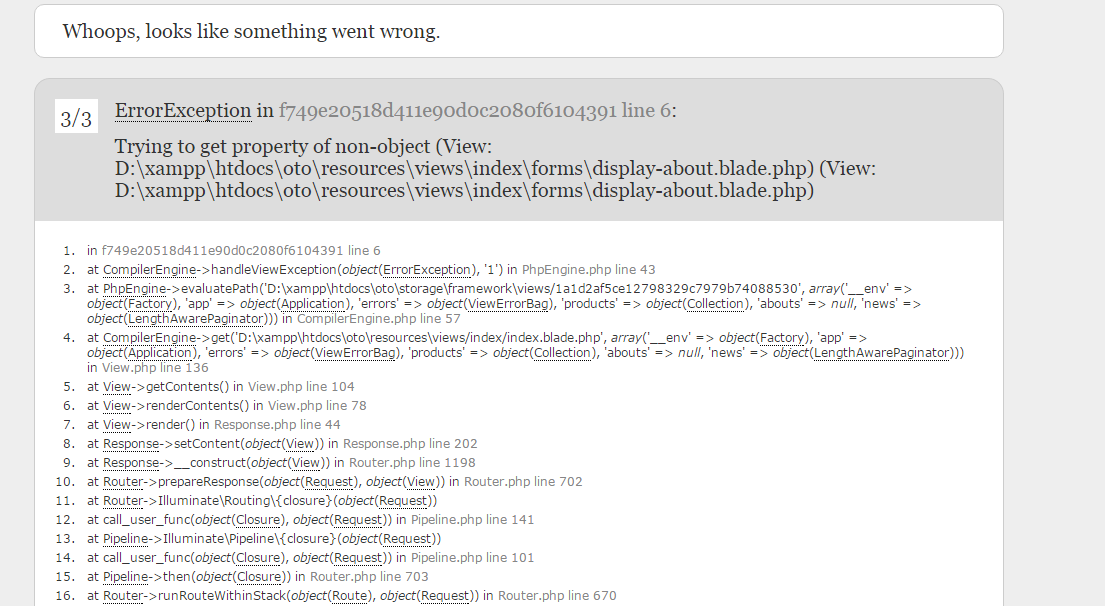 Whoops, looks like something went wrong.
3/3
ErrorException in f749e20518d411e90d0c2080f6104391 line 6:
Trying to get property of non-object (View:
D:\xampp\htdocs\oto\resources\views\index\forms\display-about.blade.php) (View:
D:\xampp\htdocs\oto\resources\views\index\forms\display-about.blade.php)
1. in f749e20518d411e90d0c2080f6104391 line 6
2. at CompilerEngine->handleViewException(object(ErrorException), '1') in PhpEngine.php line 43
3. at PhpEngine->evaluatePath('D:\xampp\htdocs\oto\storage\framework\views/1a1d2af5ce12798329c7979b74088530', array('__env' =>
object(Factory), 'app' => object(Application), 'errors' => object(ViewErrorBag), 'products' => object(Collection), 'abouts' => null, 'news' =>
object(LengthAwarePaginator))) in CompilerEngine.php line 57
4. at CompilerEngine->get('D:\xampp\htdocs\oto\resources\views/index/index.blade.php', array('__env' => object(Factory), 'app' =>
object(Application), 'errors' => object(ViewErrorBag), 'products' => object(Collection), 'abouts' => null, 'news' => object(LengthAwarePaginator)))
in View.php line 136
5. at View->getContents() in View.php line 104
6. at View->renderContents() in View.php line 78
7. at View->render() in Response.php line 44
8. at Response->setContent(object(View)) in Response.php line 202
9. at Response->__construct(object(View)) in Router.php line 1198
10. at Router->prepareResponse(object(Request), object(View)) in Router.php line 702
11. at Router->Illuminate\Routing\{closure}(object(Request))
12. at call_user_func(object(Closure), object(Request)) in Pipeline.php line 141
13. at Pipeline->Illuminate\Pipeline\{closure}(object(Request))
14. at call_user_func(object(Closure), object(Request)) in Pipeline.php line 101
15. at Pipeline->then(object(Closure)) in Router.php line 703
16. at Router->runRouteWithinStack(object(Route), object(Request)) in Router.php line 670